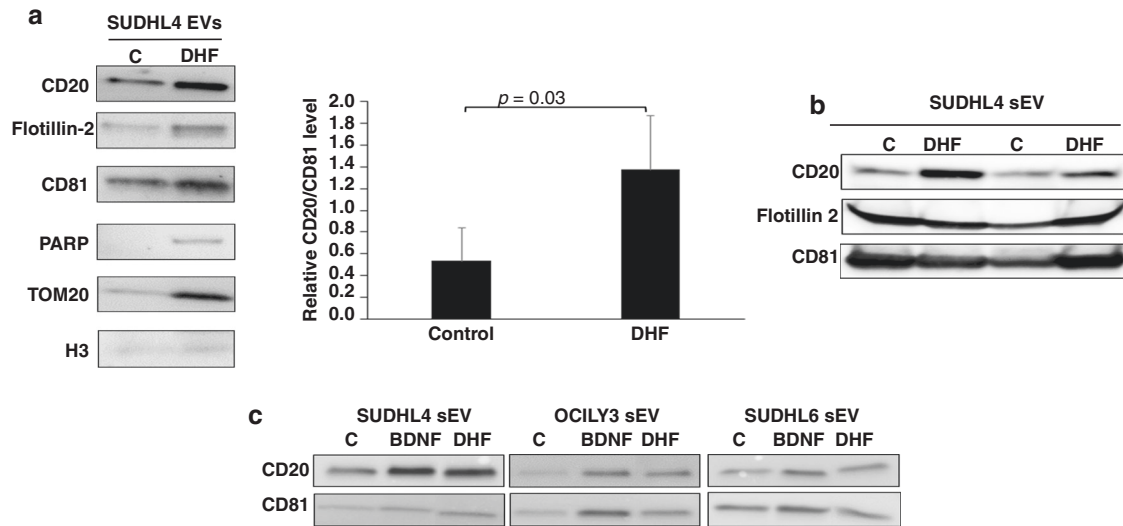 a
SUDHL4 EVs
C DHF
CD20
Flotillin-2
CD81
PARP
TOM20
H3
Relative CD20/CD81 level
2.0
1.8
1.6
1.4
1.2
1.0
0.8
0.6
0.4
0.2
0.0
p = 0.03
Control DHF
b
SUDHL4 sEV
C DHF C DHF
CD20
Flotillin 2
CD81
c
SUDHL4 sEV OCILY3 sEV SUDHL6 sEV
C BDNF DHF C BDNF DHF C BDNF DHF
CD20
CD81